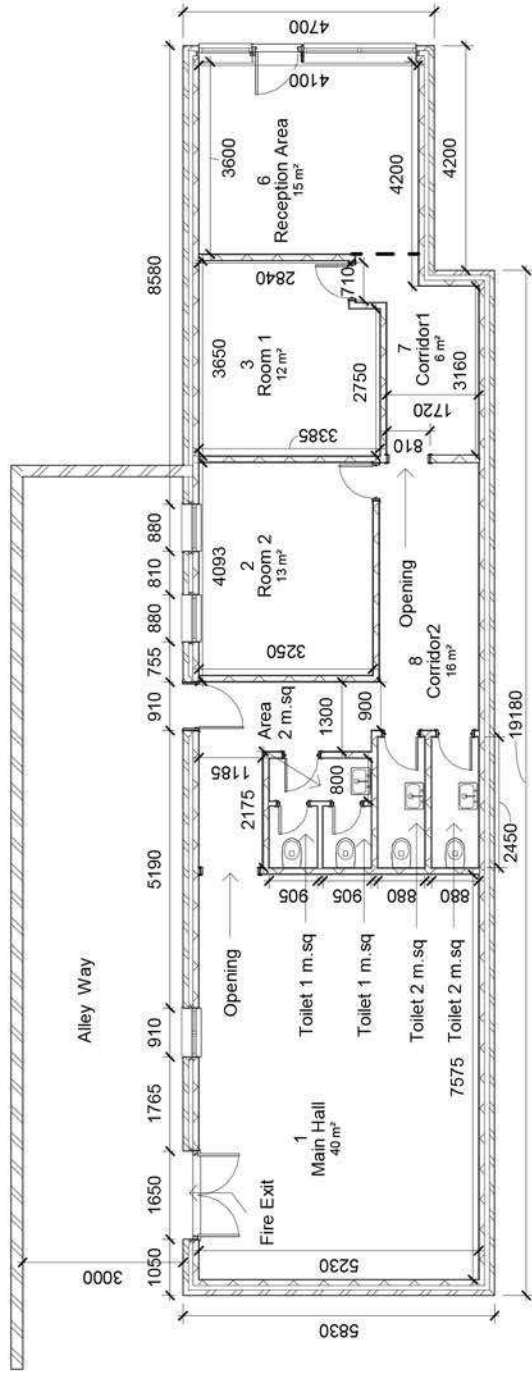 4700
8580
4100
3600
6
Reception Area
15 m²
4200
4200
2840
710
3650
3
Room 1
12 m²
2750
7
Corridor1
6 m²
3160
1720
3385
810
880
810
880
755
910
4093
2
Room 2
13 m²
3250
Opening
8
Corridor2
16 m²
19180
Area
2 m.sq
1300
900
1185
800
2175
2450
5190
905
905
880
880
Opening
Toilet 1 m.sq
Toilet 1 m.sq
Toilet 2 m.sq
Toilet 2 m.sq
7575
Alley Way
910
1765
1650
1050
3000
1
Main Hall
40 m²
Fire Exit
5230
5830